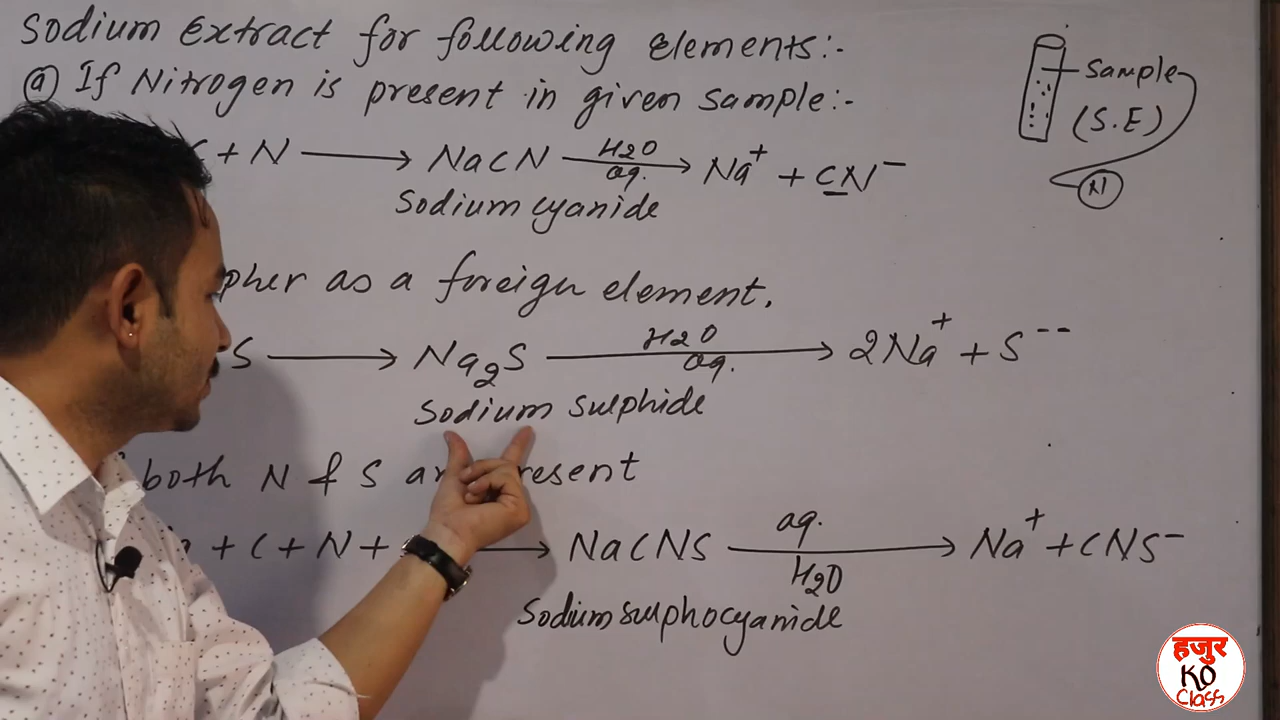 Sodium extract for following elements:-
(a) If Nitrogen is present in given sample:-
C + N ⟶ NaCN —H2O/aq.→ Na+ + CN-
Sodium cyanide
pher as a foreign element.
S ⟶ Na2S —H2O/aq.→ 2Na+ + S--
Sodium sulphide
both N & S are present
+ C + N + ⟶ NaCNS —aq./H2O→ Na+ + CNS-
Sodium sulphocyanide
Sample
(S.E)
N
हजुर
KO
Class